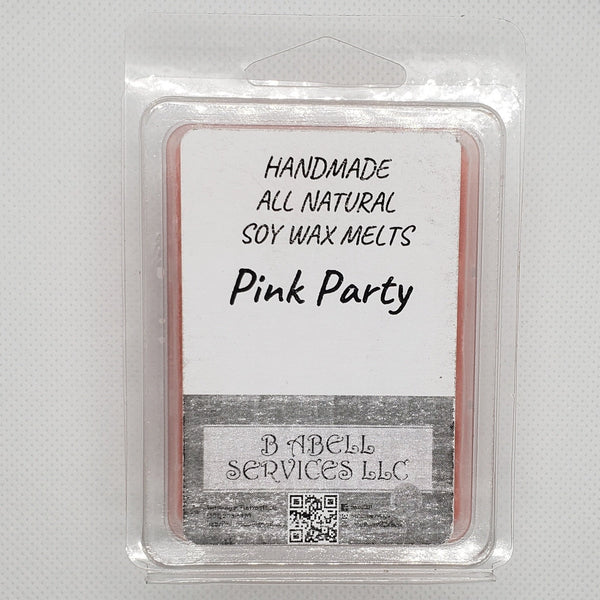 HANDMADE
ALL NATURAL
SOY WAX MELTS
Pink Party
B ABELL
SERVICES LLC